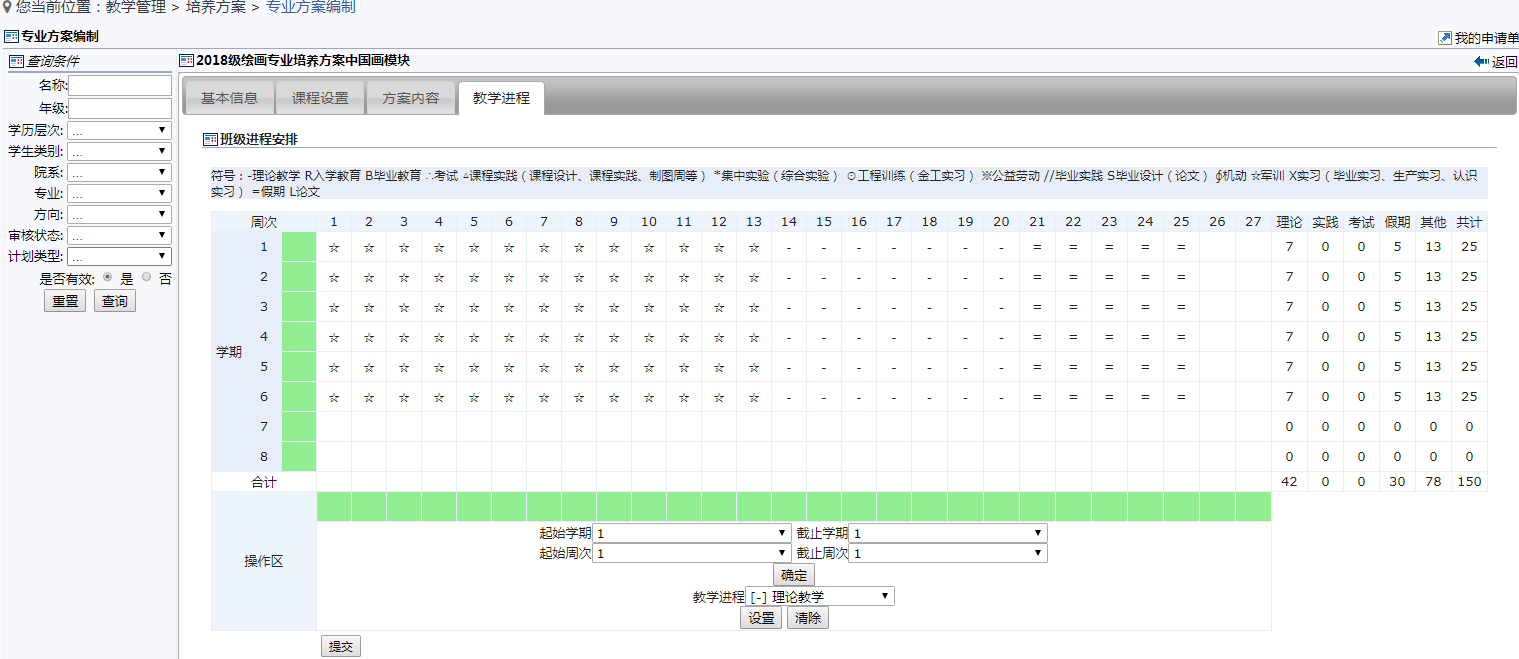 您当前位置：教学管理 > 培养方案 > 专业方案编制
专业方案编制
我的申请单
查询条件
名称:
年级:
学历层次: ...
学生类别: ...
院系: ...
专业: ...
方向: ...
审核状态: ...
计划类型: ...
是否有效: 是 否
重置 查询
2018级绘画专业培养方案中国画模块
返回
基本信息 课程设置 方案内容 教学进程
班级进程安排
符号：-理论教学 R入学教育 B毕业教育 ∴考试 ▵课程实践（课程设计、课程实践、制图周等） *集中实验（综合实验） ⊙工程训练（金工实习） ※公益劳动 //毕业实践 S毕业设计（论文） ∮机动 ☆军训 X实习（毕业实习、生产实习、认识
实习） =假期 L论文
周次 1 2 3 4 5 6 7 8 9 10 11 12 13 14 15 16 17 18 19 20 21 22 23 24 25 26 27 理论 实践 考试 假期 其他 共计
1 ☆ ☆ ☆ ☆ ☆ ☆ ☆ ☆ ☆ ☆ ☆ ☆ ☆ - - - - - - - = = = = = 7 0 0 5 13 25
2 ☆ ☆ ☆ ☆ ☆ ☆ ☆ ☆ ☆ ☆ ☆ ☆ ☆ - - - - - - - = = = = = 7 0 0 5 13 25
3 ☆ ☆ ☆ ☆ ☆ ☆ ☆ ☆ ☆ ☆ ☆ ☆ ☆ - - - - - - - = = = = = 7 0 0 5 13 25
4 ☆ ☆ ☆ ☆ ☆ ☆ ☆ ☆ ☆ ☆ ☆ ☆ ☆ - - - - - - - = = = = = 7 0 0 5 13 25
学期
5 ☆ ☆ ☆ ☆ ☆ ☆ ☆ ☆ ☆ ☆ ☆ ☆ ☆ - - - - - - - = = = = = 7 0 0 5 13 25
6 ☆ ☆ ☆ ☆ ☆ ☆ ☆ ☆ ☆ ☆ ☆ ☆ ☆ - - - - - - - = = = = = 7 0 0 5 13 25
7 0 0 0 0 0 0
8 0 0 0 0 0 0
合计 42 0 0 30 78 150
操作区
起始学期 1 截止学期 1
起始周次 1 截止周次 1
确定
教学进程 [-] 理论教学
设置 清除
提交